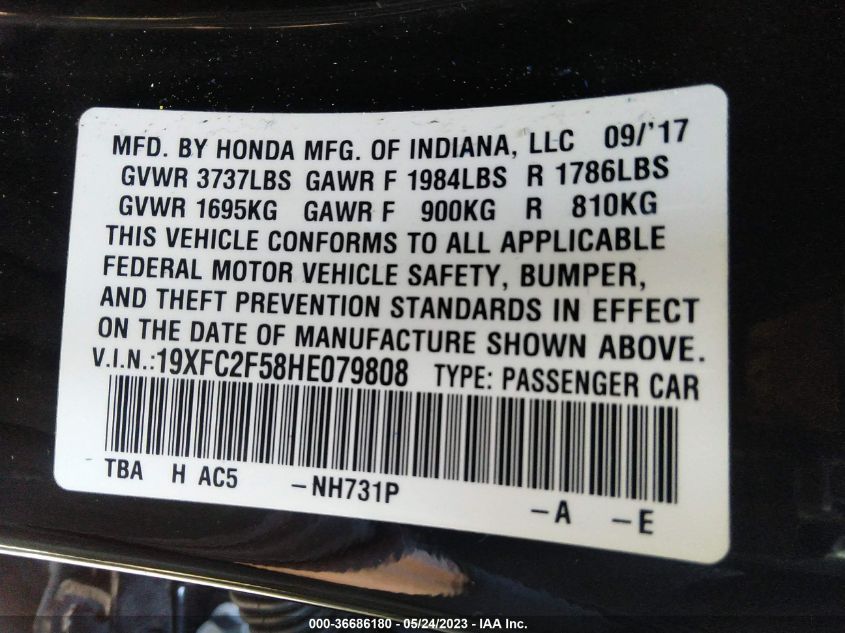 MFD. BY HONDA MFG. OF INDIANA, LLC 09/'17
GVWR 3737LBS GAWR F 1984LBS R 1786LBS
GVWR 1695KG GAWR F 900KG R 810KG
THIS VEHICLE CONFORMS TO ALL APPLICABLE
FEDERAL MOTOR VEHICLE SAFETY, BUMPER,
AND THEFT PREVENTION STANDARDS IN EFFECT
ON THE DATE OF MANUFACTURE SHOWN ABOVE.
V.I.N.:19XFC2F58HE079808 TYPE: PASSENGER CAR
TBA H AC5 –NH731P –A –E
000-36686180 - 05/24/2023 - IAA Inc.